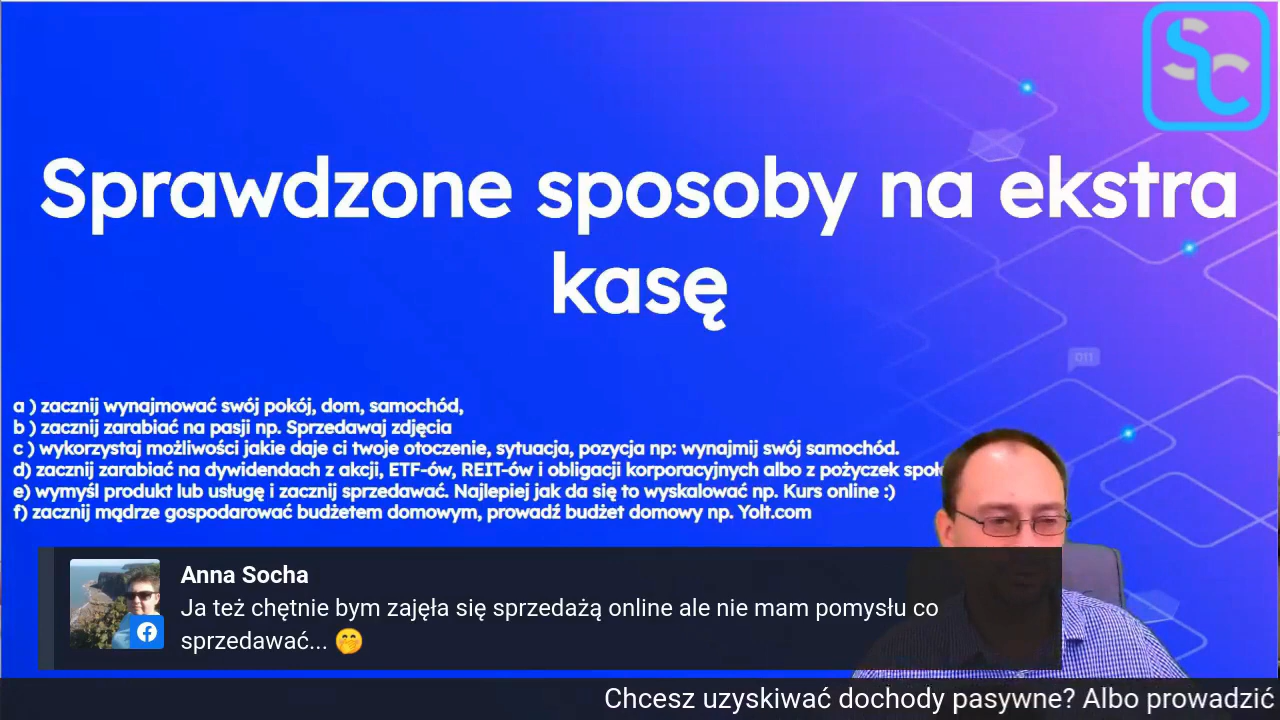 SC
Sprawdzone sposoby na ekstra
kasę
011
a ) zacznij wynajmować swój pokój, dom, samochód,
b ) zacznij zarabiać na pasji np. Sprzedawaj zdjęcia
c ) wykorzystaj możliwości jakie daje ci twoje otoczenie, sytuacja, pozycja np: wynajmij swój samochód.
d) zacznij zarabiać na dywidendach z akcji, ETF-ów, REIT-ów i obligacji korporacyjnych albo z pożyczek
e) wymyśl produkt lub usługę i zacznij sprzedawać. Najlepiej jak da się to wyskalować np. Kurs online :)
f) zacznij mądrze gospodarować budżetem domowym, prowadź budżet domowy np. Yolt.com
Anna Socha
Ja też chętnie bym zajęła się sprzedażą online ale nie mam pomysłu co
sprzedawać... 🤭
Chcesz uzyskiwać dochody pasywne? Albo prowadzić